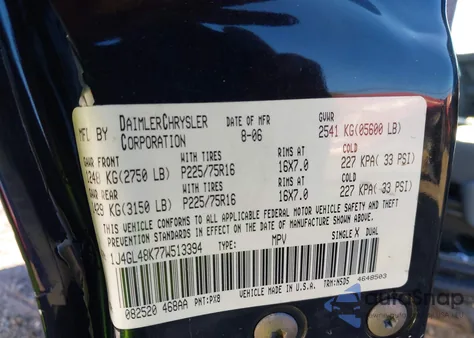 MFD BY DAIMLERCHRYSLER CORPORATION DATE OF MFR 8-06 GVWR 2541 KG(05600 LB)
GAWR FRONT WITH TIRES RIMS AT COLD
1248 KG(2750 LB) P225/75R16 16X7.0 227 KPA( 33 PSI)
GAWR REAR WITH TIRES RIMS AT COLD
1429 KG(3150 LB) P225/75R16 16X7.0 227 KPA( 33 PSI)
THIS VEHICLE CONFORMS TO ALL APPLICABLE FEDERAL MOTOR VEHICLE SAFETY AND THEFT
PREVENTION STANDARDS IN EFFECT ON THE DATE OF MANUFACTURE SHOWN ABOVE.
1J4GL48K77W513394 TYPE: MPV SINGLE X DUAL
VEHICLE MADE IN U.S.A. 4648503
082520 468AA PNT:PX8 TRM:N5D5
AutoSnap